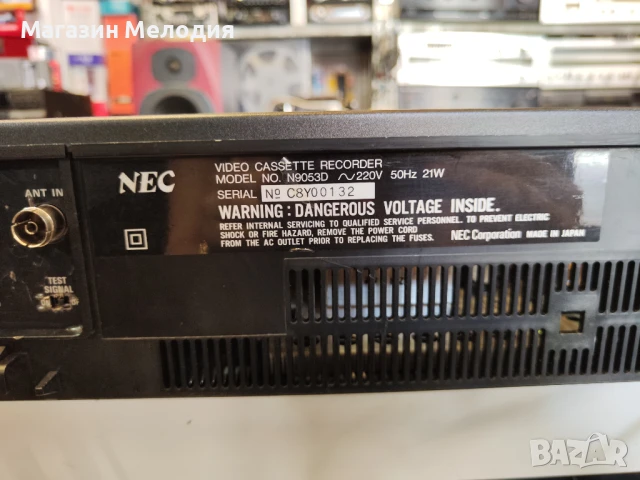 Магазин Мелодия
NEC
VIDEO CASSETTE RECORDER
MODEL NO. N9053D ∿220V 50Hz 21W
SERIAL Nº C8Y00132
WARNING : DANGEROUS VOLTAGE INSIDE.
REFER INTERNAL SERVICING TO QUALIFIED SERVICE PERSONNEL. TO PREVENT ELECTRIC
SHOCK OR FIRE HAZARD, REMOVE THE POWER CORD
FROM THE AC OUTLET PRIOR TO REPLACING THE FUSES.
NEC Corporation MADE IN JAPAN
ANT IN
TEST
SIGNAL
bazar